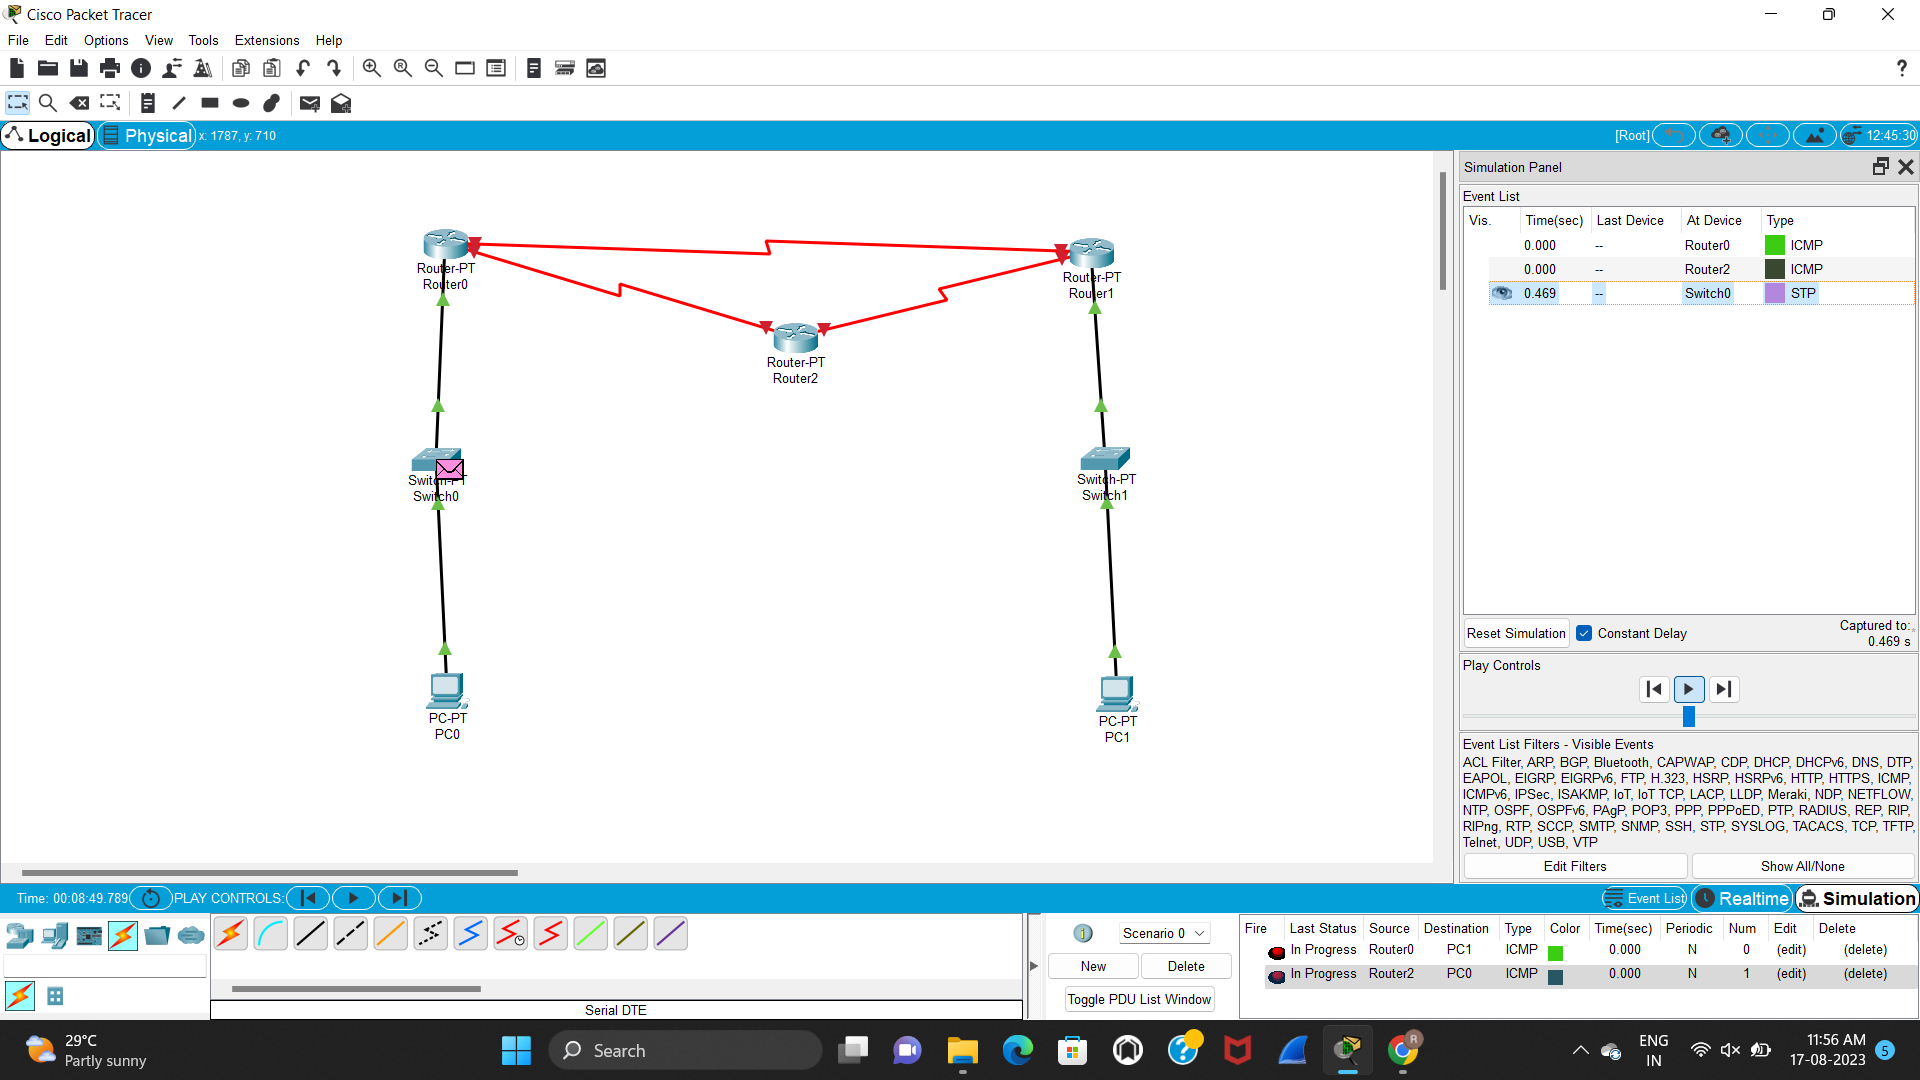 Cisco Packet Tracer
File Edit Options View Tools Extensions Help
Logical Physical x: 1787, y: 710 [Root] 12:45:30
Router-PT
Router0
Router-PT
Router1
Router-PT
Router2
Switch-PT
Switch0
Switch-PT
Switch1
PC-PT
PC0
PC-PT
PC1
Simulation Panel
Event List
Vis. Time(sec) Last Device At Device Type
0.000 -- Router0 ICMP
0.000 -- Router2 ICMP
0.469 -- Switch0 STP
Reset Simulation Constant Delay Captured to:
0.469 s
Play Controls
Event List Filters - Visible Events
ACL Filter, ARP, BGP, Bluetooth, CAPWAP, CDP, DHCP, DHCPv6, DNS, DTP,
EAPOL, EIGRP, EIGRPv6, FTP, H.323, HSRP, HSRPv6, HTTP, HTTPS, ICMP,
ICMPv6, IPSec, ISAKMP, IoT, IoT TCP, LACP, LLDP, Meraki, NDP, NETFLOW,
NTP, OSPF, OSPFv6, PAgP, POP3, PPP, PPPoED, PTP, RADIUS, REP, RIP,
RIPng, RTP, SCCP, SMTP, SNMP, SSH, STP, SYSLOG, TACACS, TCP, TFTP,
Telnet, UDP, USB, VTP
Edit Filters Show All/None
Time: 00:08:49.789 PLAY CONTROLS: Event List Realtime Simulation
Serial DTE
1 Scenario 0
New Delete
Toggle PDU List Window
Fire Last Status Source Destination Type Color Time(sec) Periodic Num Edit Delete
In Progress Router0 PC1 ICMP 0.000 N 0 (edit) (delete)
In Progress Router2 PC0 ICMP 0.000 N 1 (edit) (delete)
29°C
Partly sunny
Search
R
ENG
IN
11:56 AM
17-08-2023
5